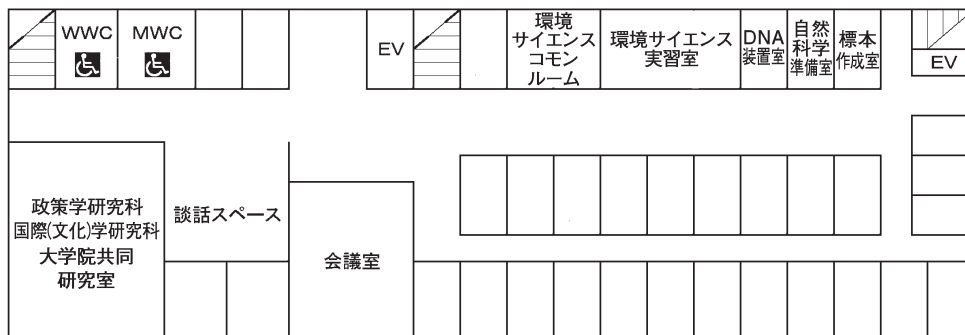 WWC
MWC
EV
環境
サイエンス
コモン
ルーム
環境サイエンス
実習室
DNA
装置室
自然
科学
準備室
標本
作成室
EV
政策学研究科
国際(文化)学研究科
大学院共同
研究室
談話スペース
会議室